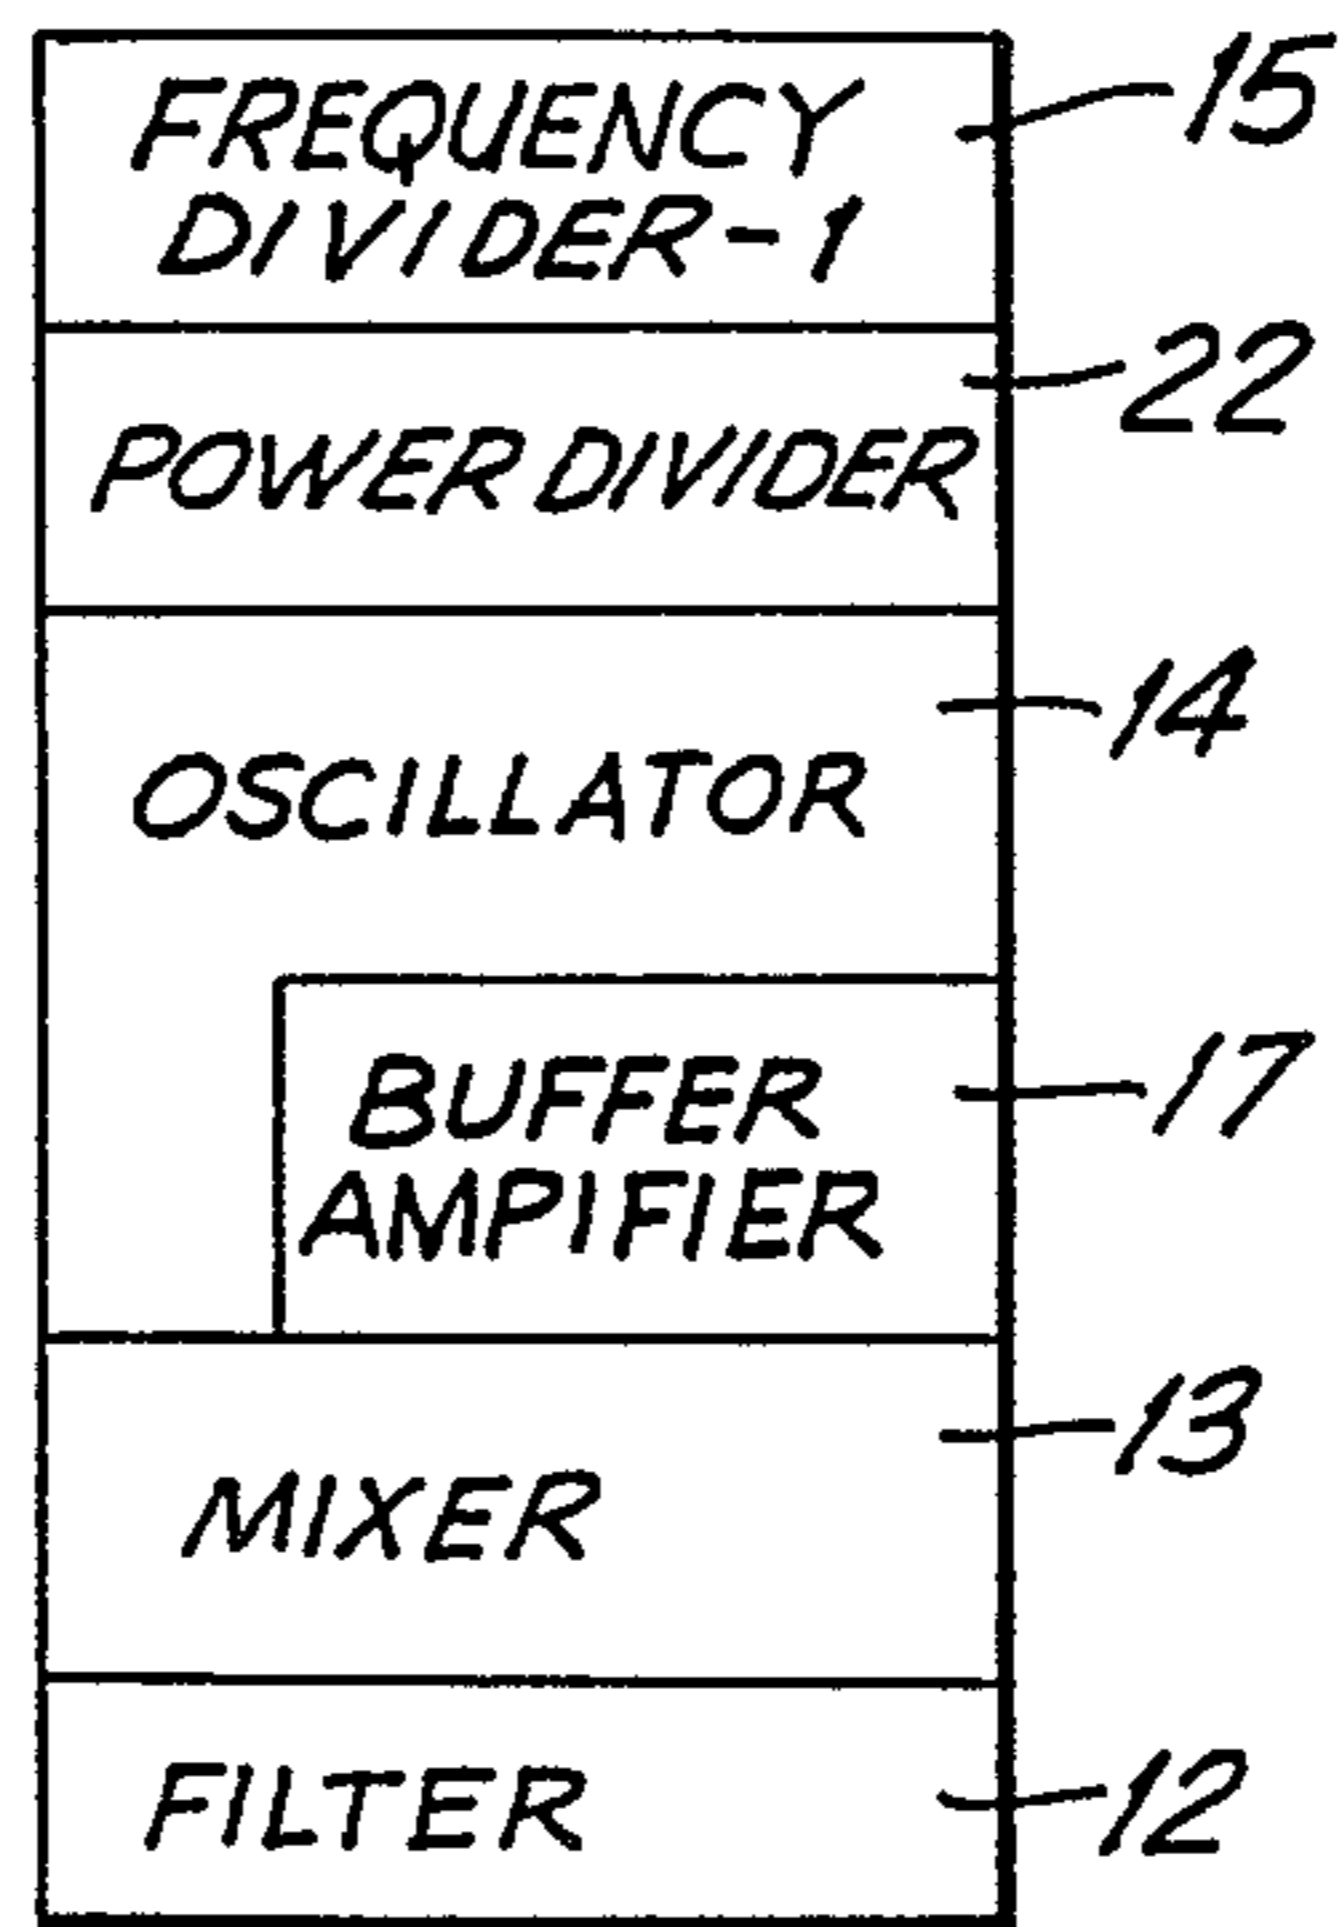 FREQUENCY 15
DIVIDER-1
22
POWER DIVIDER
14
OSCILLATOR
BUFFER 17
AMPIFIER
13
MIXER
FILTER 12